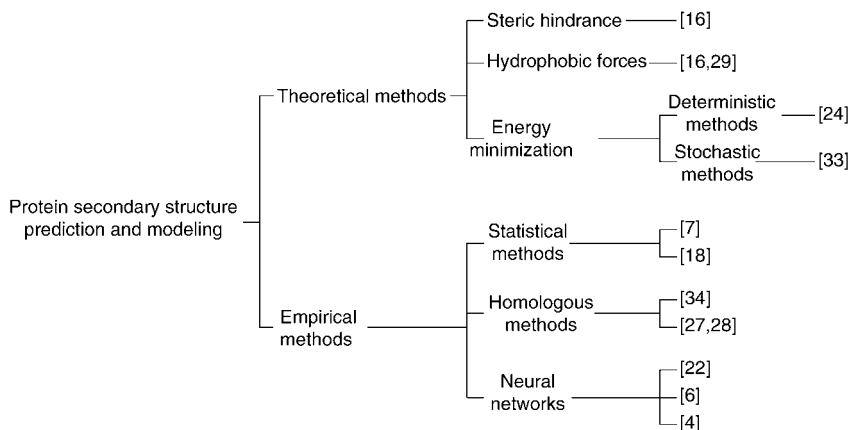 Steric hindrance
[16]
Hydrophobic forces
[16,29]
Theoretical methods
Deterministic
methods
[24]
Energy
minimization
Stochastic
methods
[33]
Protein secondary structure
prediction and modeling
Statistical
methods
[7]
[18]
Homologous
methods
[34]
[27,28]
Empirical
methods
Neural
networks
[22]
[6]
[4]